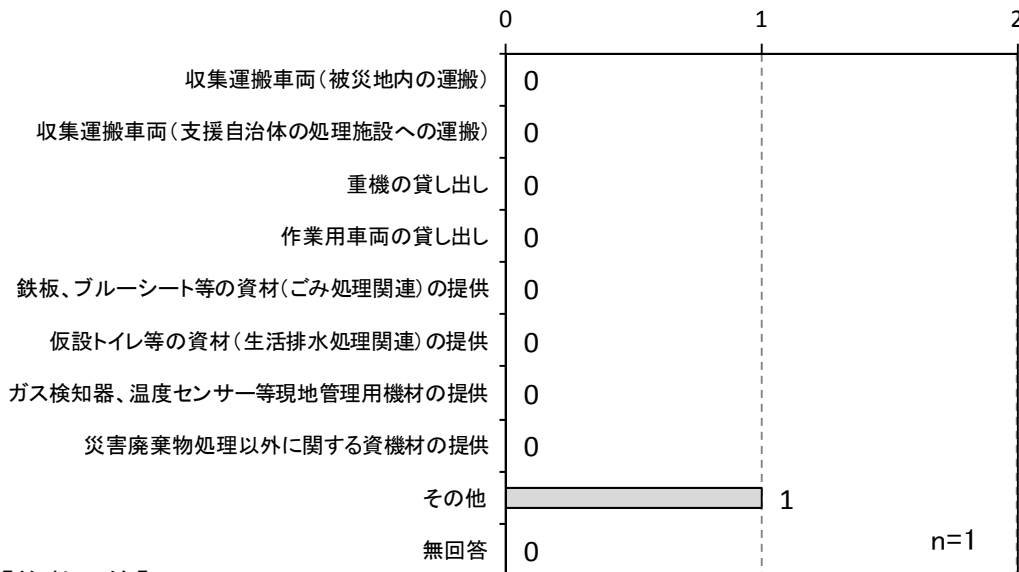 0 1 2
収集運搬車両(被災地内の運搬) 0
収集運搬車両(支援自治体の処理施設への運搬) 0
重機の貸し出し 0
作業用車両の貸し出し 0
鉄板、ブルーシート等の資材(ごみ処理関連)の提供 0
仮設トイレ等の資材(生活排水処理関連)の提供 0
ガス検知器、温度センサー等現地管理用機材の提供 0
災害廃棄物処理以外に関する資機材の提供 0
その他 1
無回答 0
n=1